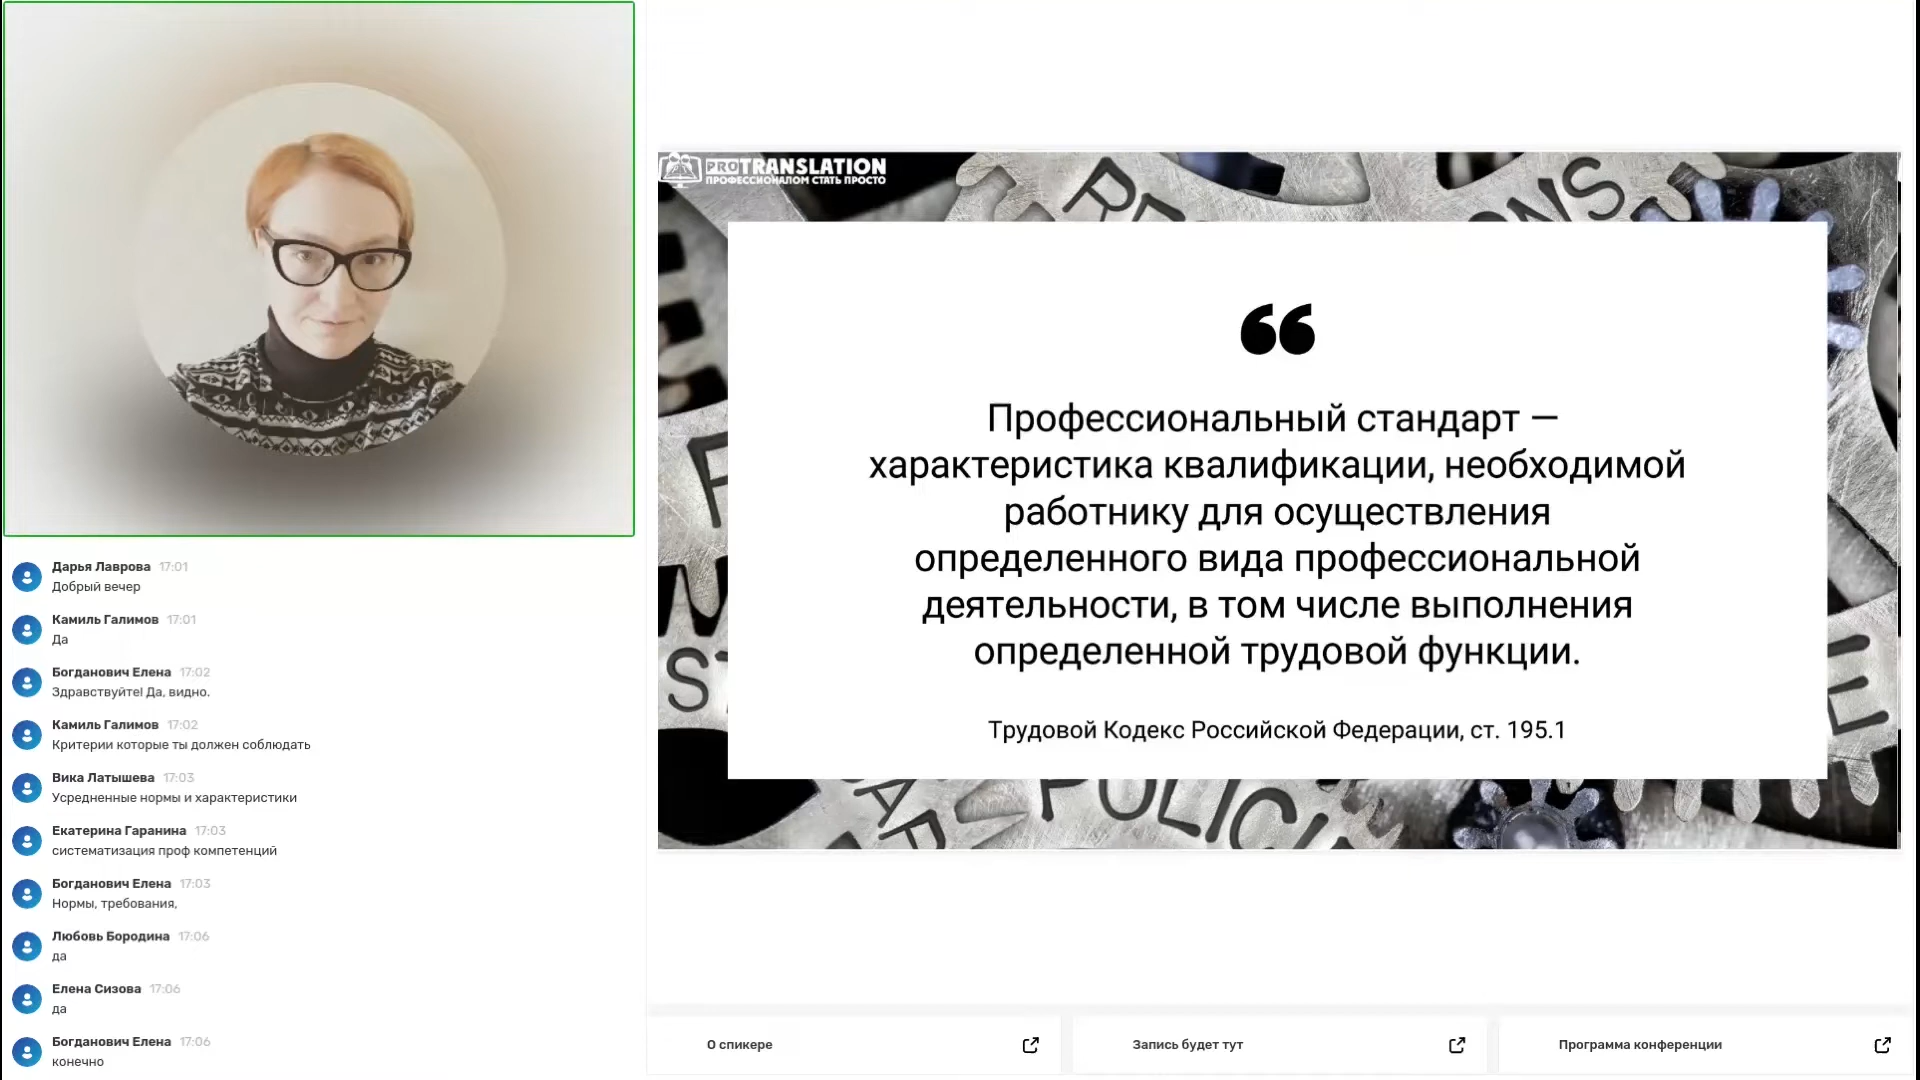 Дарья Лаврова 17:01
Добрый вечер
Камиль Галимов 17:01
Да
Богданович Елена 17:02
Здравствуйте! Да, видно.
Камиль Галимов 17:02
Критерии которые ты должен соблюдать
Вика Латышева 17:03
Усредненные нормы и характеристики
Екатерина Гаранина 17:03
систематизация проф компетенций
Богданович Елена 17:03
Нормы, требования,
Любовь Бородина 17:06
да
Елена Сизова 17:06
да
Богданович Елена 17:06
конечно
PROTRANSLATION
ПРОФЕССИОНАЛОМ СТАТЬ ПРОСТО
“
Профессиональный стандарт —
характеристика квалификации, необходимой
работнику для осуществления
определенного вида профессиональной
деятельности, в том числе выполнения
определенной трудовой функции.
Трудовой Кодекс Российской Федерации, ст. 195.1
О спикере
Запись будет тут
Программа конференции